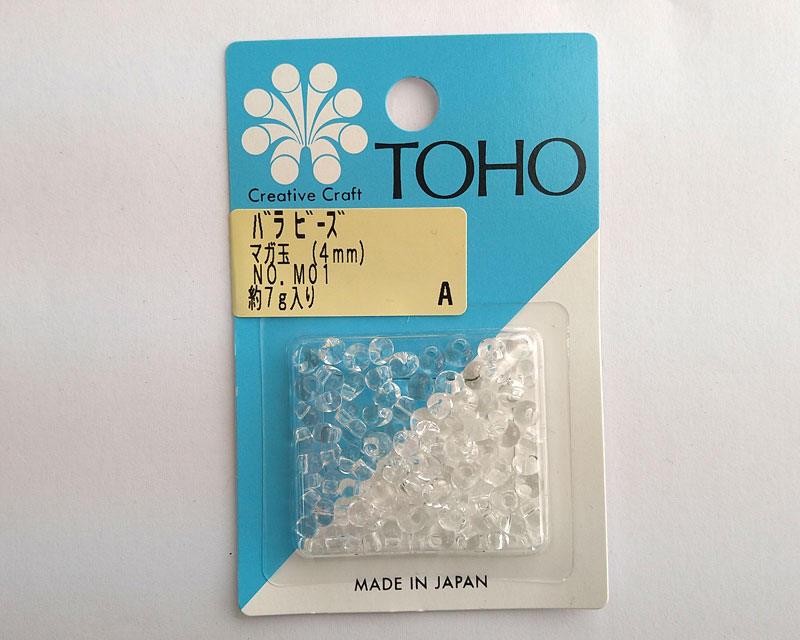 TOHO
Creative Craft
バラビーズ
マガ玉 (4mm)
NO. M01
約7g入り
A
MADE IN JAPAN